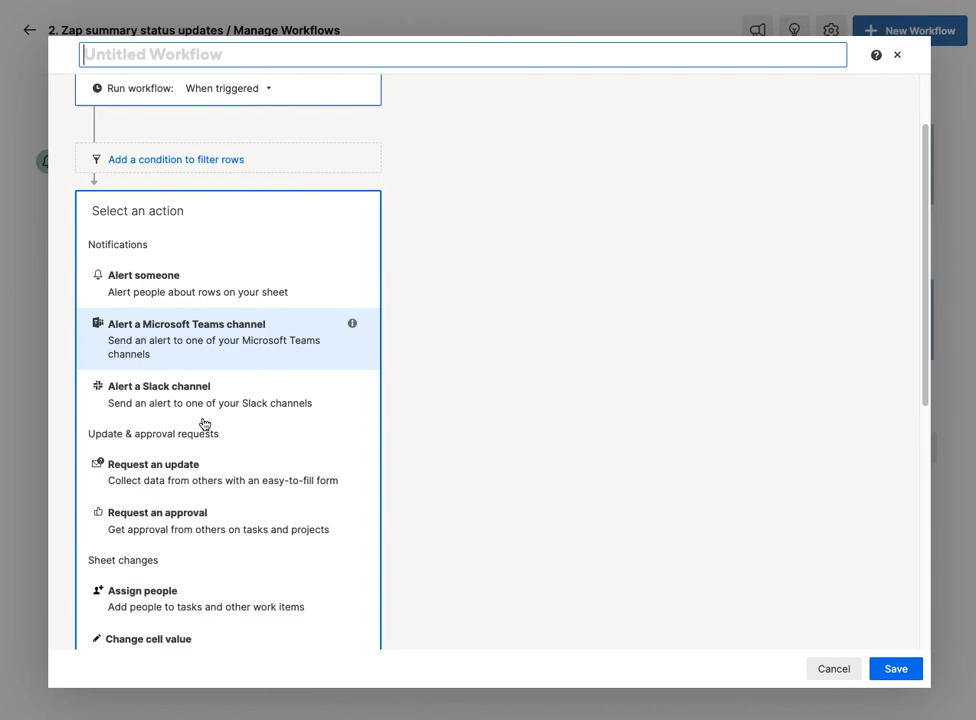 2. Zap summary status updates / Manage Workflows
New Workflow
Untitled Workflow
Run workflow: When triggered
Add a condition to filter rows
Select an action
Notifications
Alert someone
Alert people about rows on your sheet
Alert a Microsoft Teams channel
Send an alert to one of your Microsoft Teams
channels
Alert a Slack channel
Send an alert to one of your Slack channels
Update & approval requests
Request an update
Collect data from others with an easy-to-fill form
Request an approval
Get approval from others on tasks and projects
Sheet changes
Assign people
Add people to tasks and other work items
Change cell value
Cancel
Save